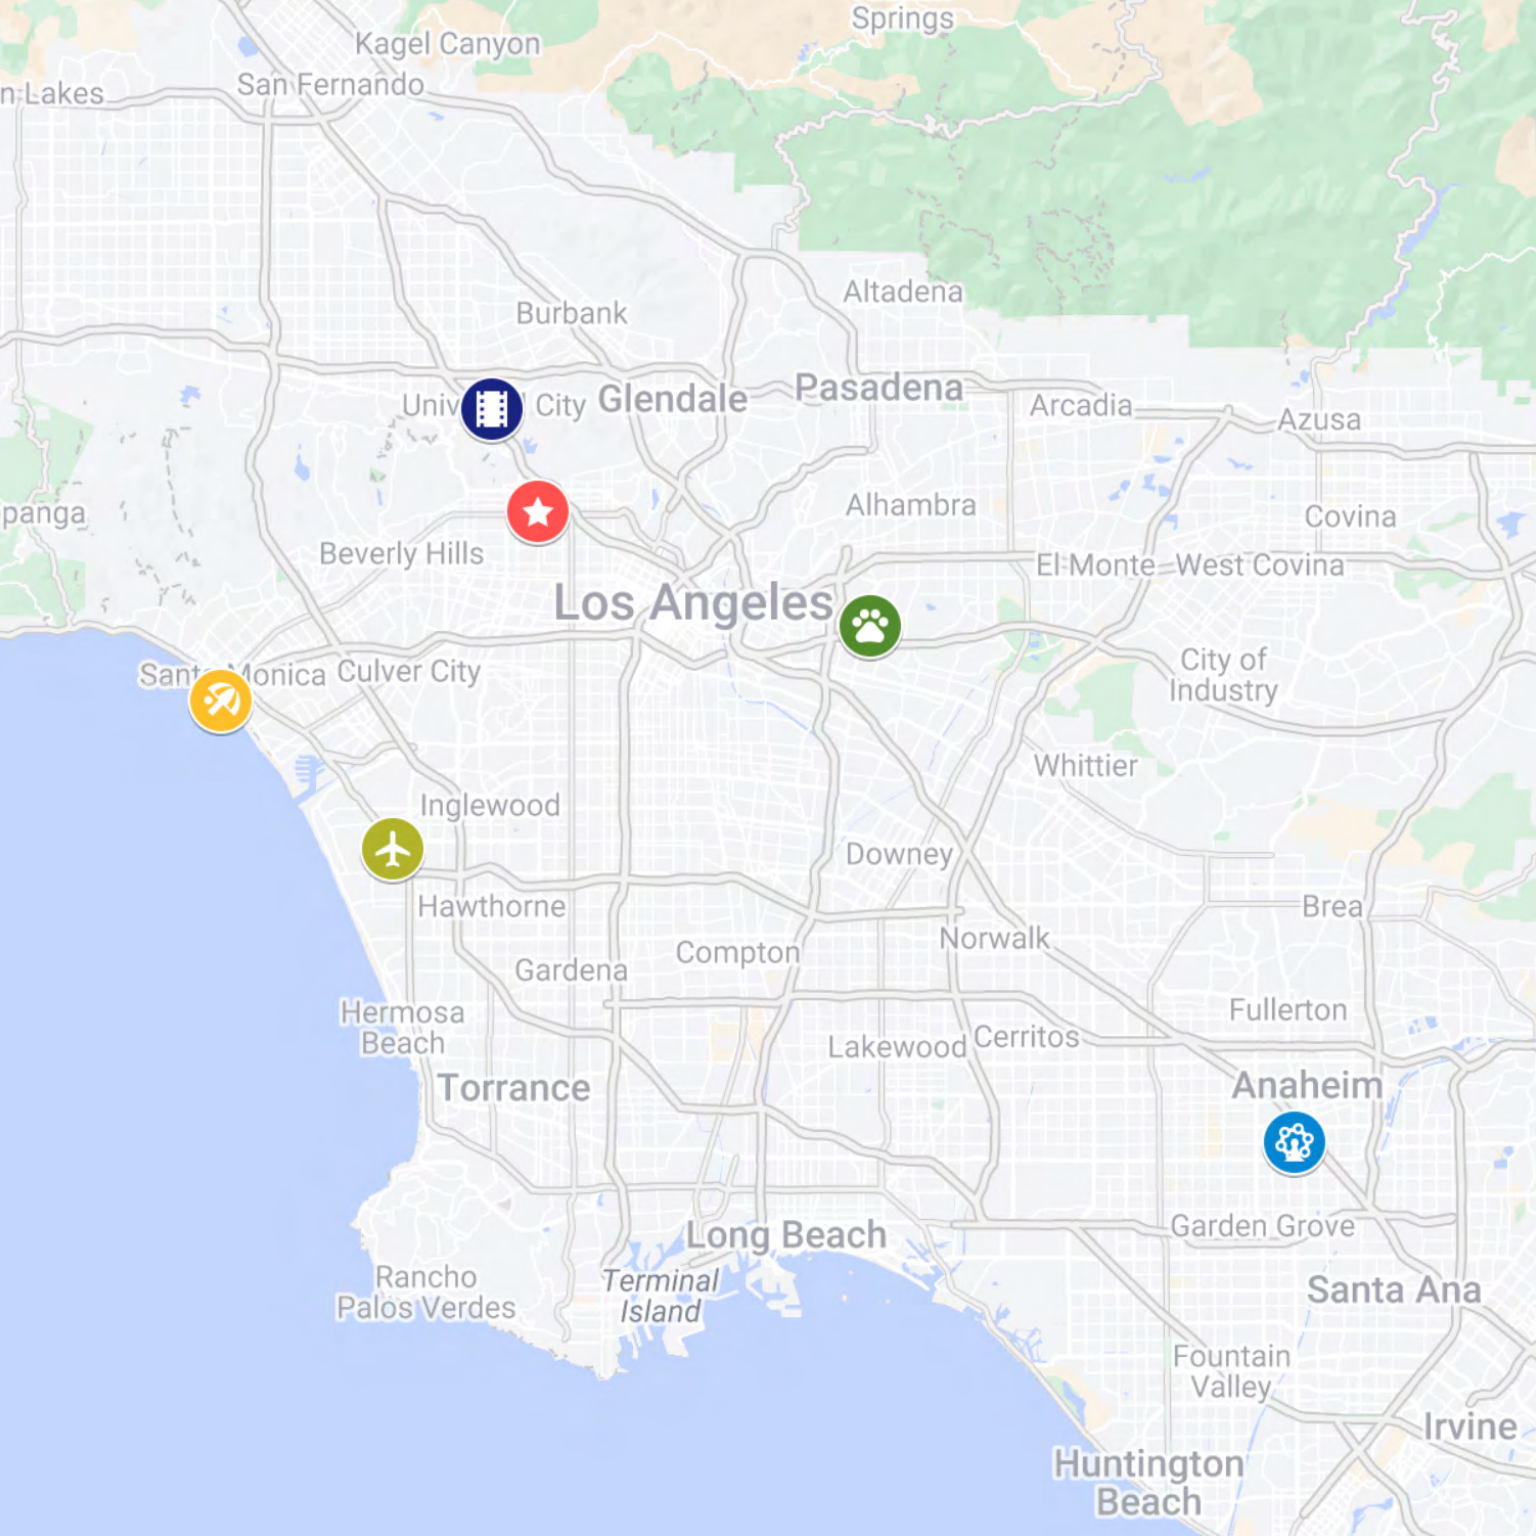 Springs
Kagel Canyon
San Fernando
n Lakes
Altadena
Burbank
Pasadena
Glendale
Univ
City
Arcadia
Azusa
Alhambra
panga
Covina
Beverly Hills
El Monte
West Covina
Los Angeles
Santa Monica
Culver City
City of
Industry
Whittier
Inglewood
Downey
Hawthorne
Brea
Norwalk
Compton
Gardena
Hermosa
Beach
Fullerton
Lakewood
Cerritos
Torrance
Anaheim
Garden Grove
Long Beach
Rancho
Palos Verdes
Terminal
Island
Santa Ana
Fountain
Valley
Irvine
Huntington
Beach